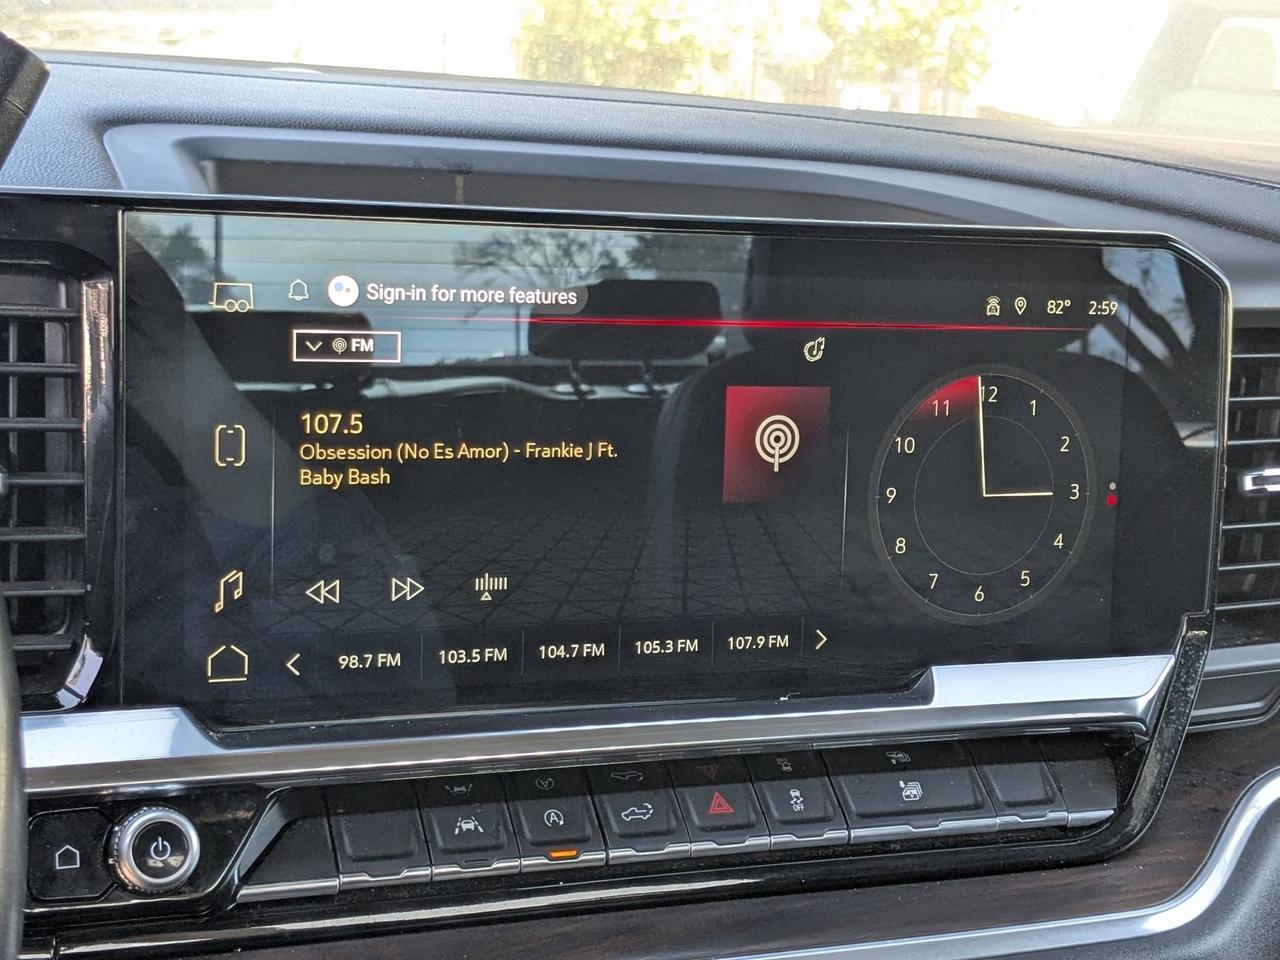 Sign-in for more features
82° 2:59
FM
107.5
Obsession (No Es Amor) - Frankie J Ft.
Baby Bash
12
1
2
3
4
5
6
7
8
9
10
11
98.7 FM 103.5 FM 104.7 FM 105.3 FM 107.9 FM
A
OFF